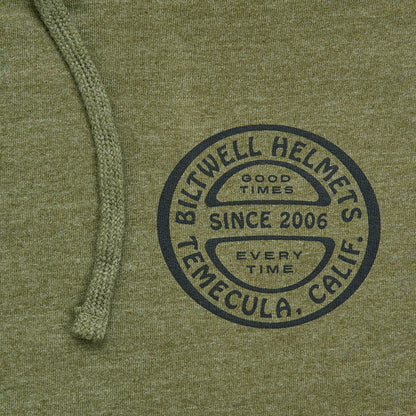 BILTWELL HELMETS
GOOD
TIMES
SINCE 2006
EVERY
TIME
TEMECULA, CALIF.